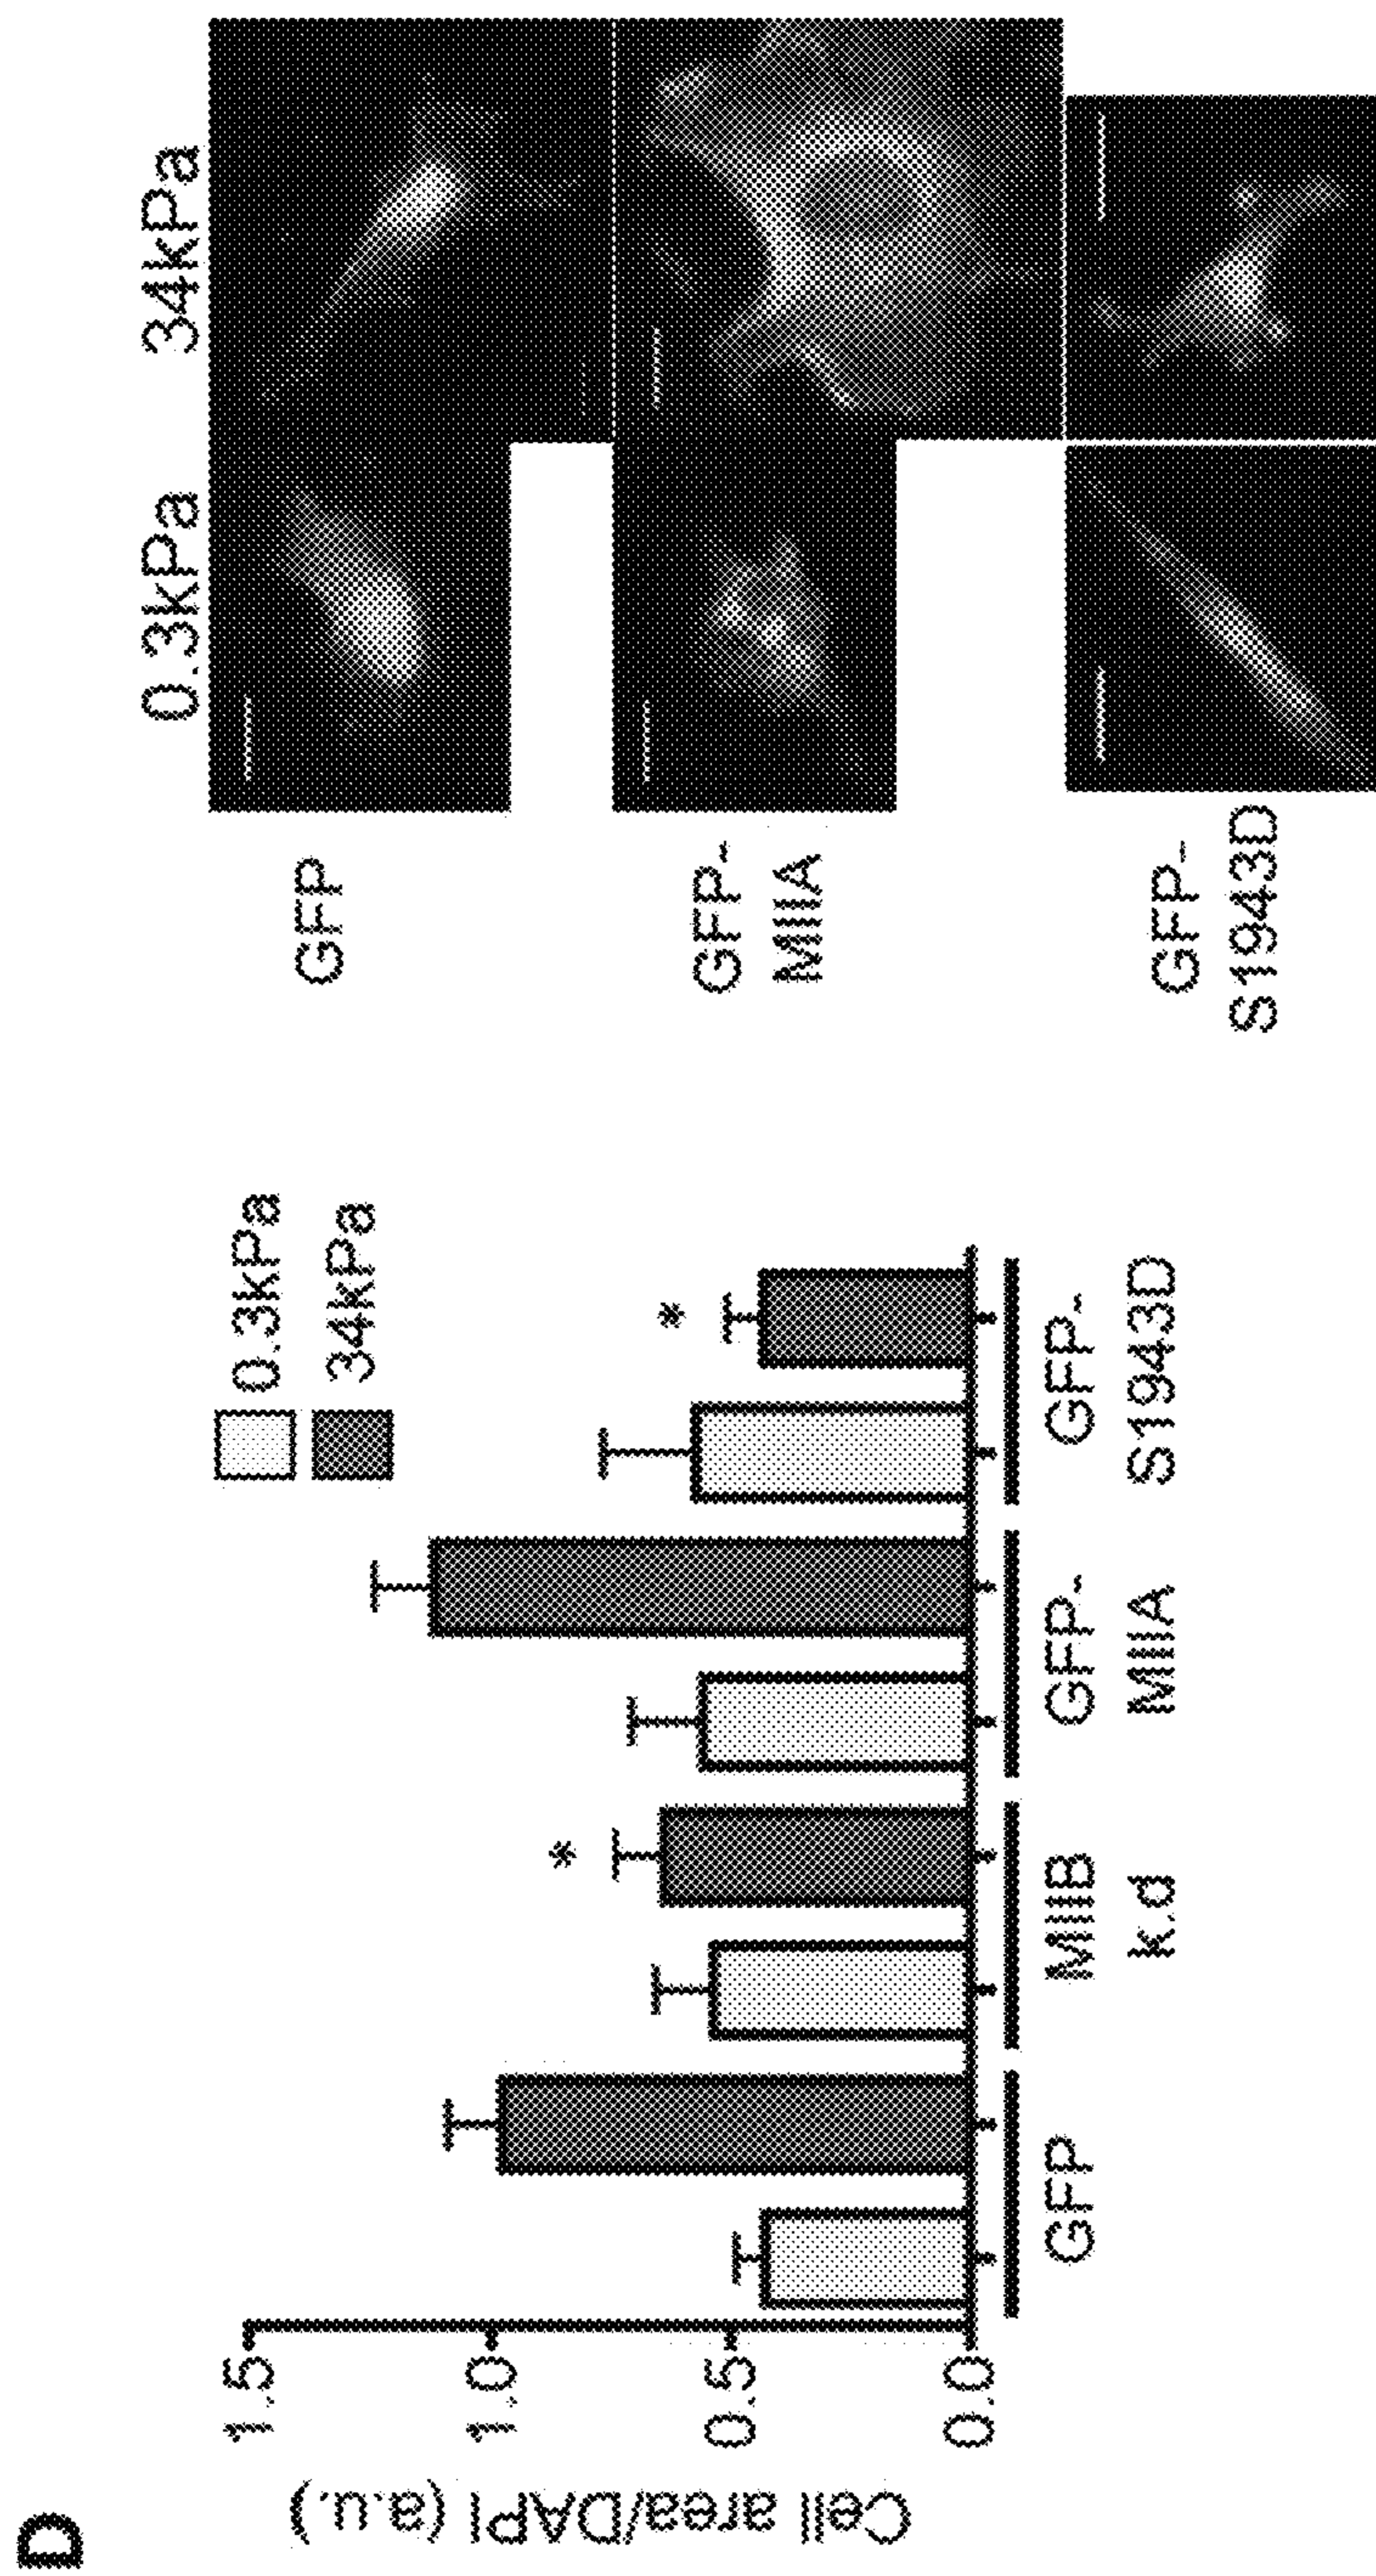 D
Cell area/DAPI (a.u.)
1.5
1.0
0.5
0.0
0.3kPa
34kPa
GFP
MIIB
k.d
GFP-
MIIA
GFP-
S1943D
0.3kPa
34kPa
GFP
GFP-
MIIA
GFP-
S1943D
*
*